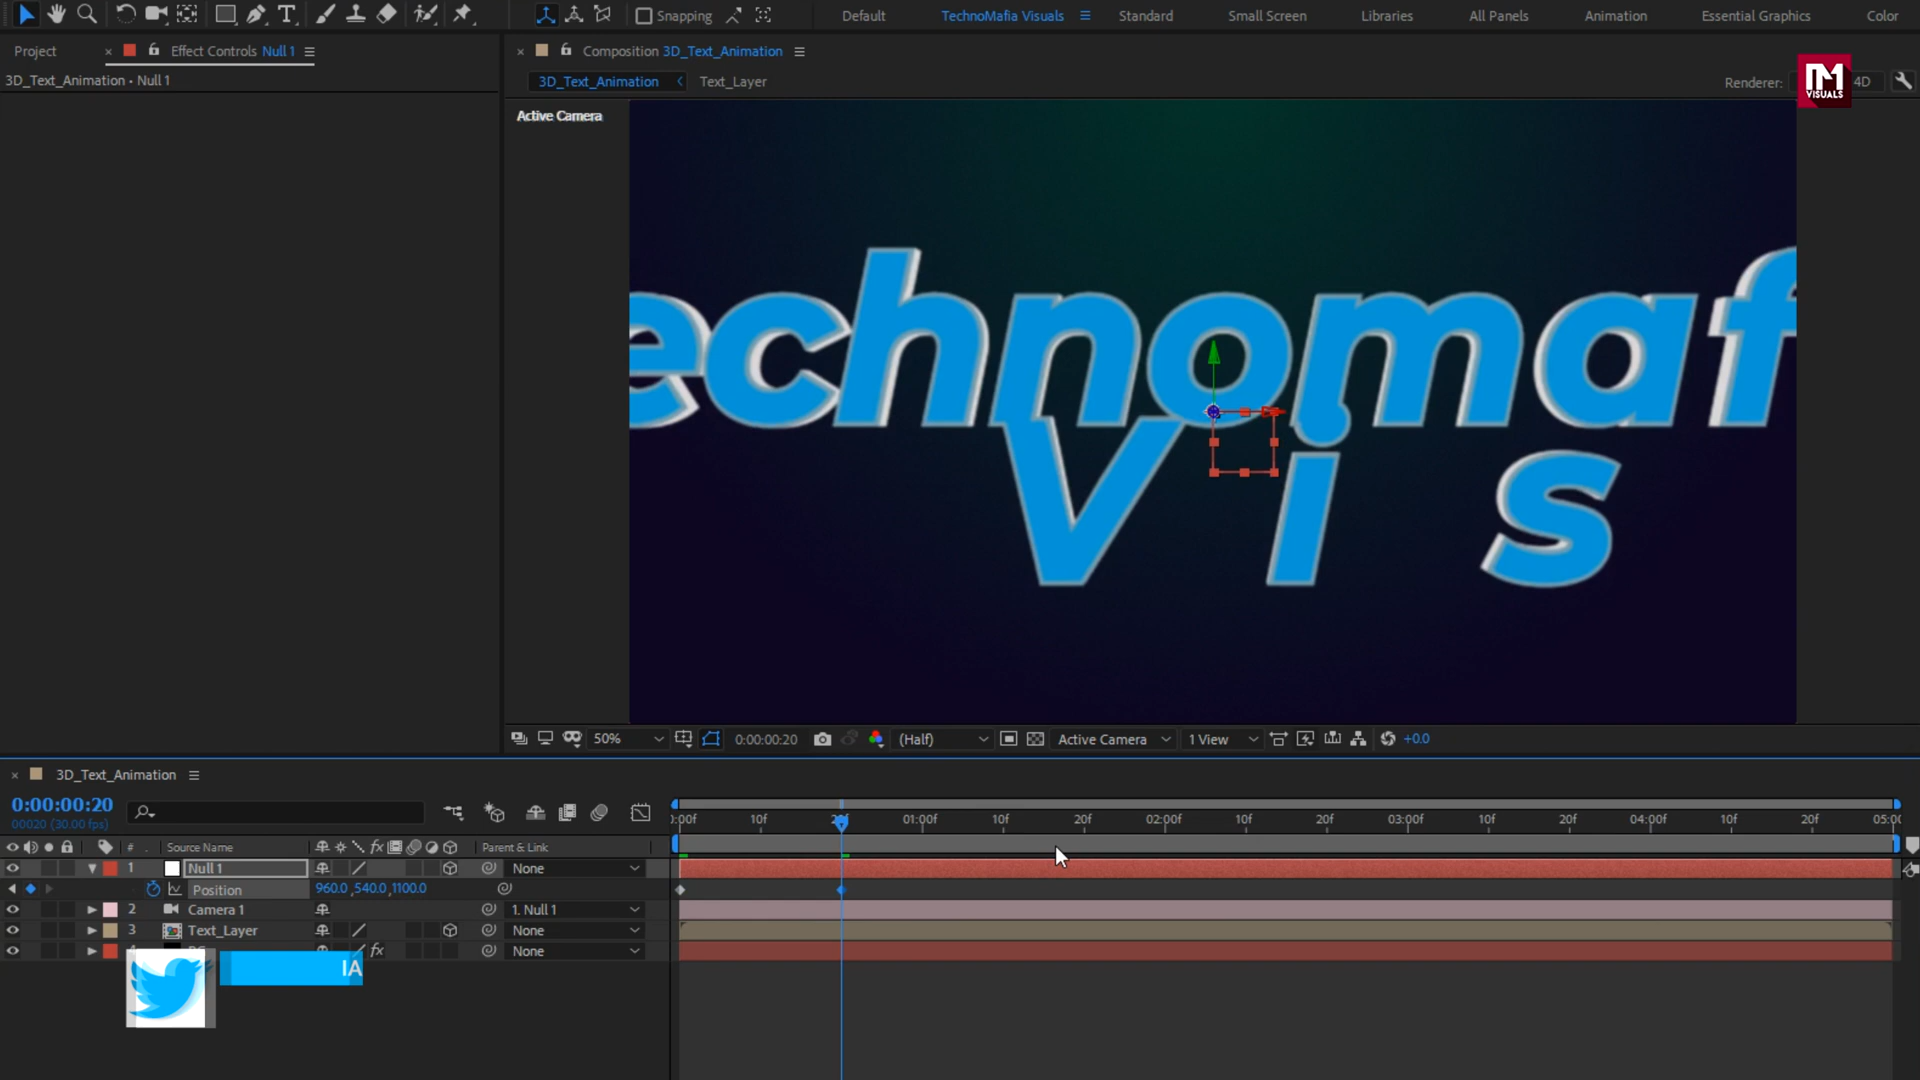 Snapping
Default
TechnoMafia Visuals
Standard
Small Screen
Libraries
All Panels
Animation
Essential Graphics
Color
Project
Effect Controls Null 1
Composition 3D_Text_Animation
3D_Text_Animation • Null 1
3D_Text_Animation
Text_Layer
Renderer:
4D
VISUALS
Active Camera
echnomaf
Vis
50%
0:00:00:20
(Half)
Active Camera
1 View
+0.0
3D_Text_Animation
0:00:00:20
00020 (30.00 fps)
:00f 10f 20f 01:00f 10f 20f 02:00f 10f 20f 03:00f 10f 20f 04:00f 10f 20f 05:00
# Source Name fx Parent & Link
1 Null 1 None
Position 960.0 ,540.0 ,1100.0
2 Camera 1 1. Null 1
3 Text_Layer None
fx None
IA